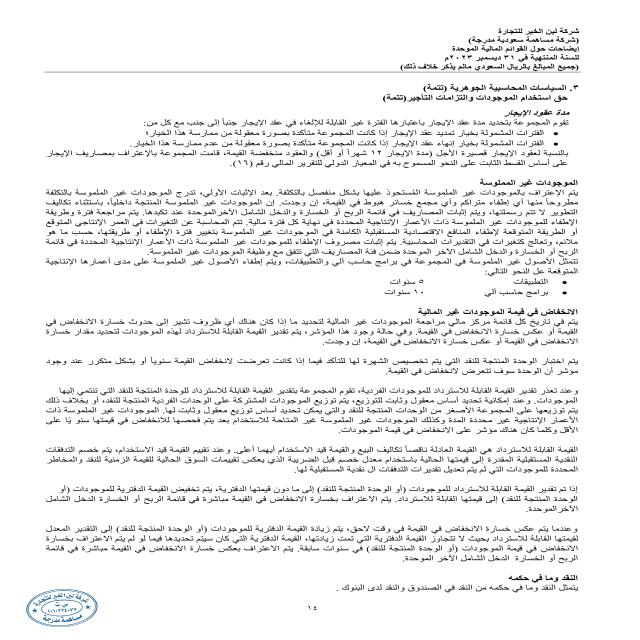 شركة لين الخير للتجارة
(شركة مساهمة سعودية مدرجة)
إيضاحات حول القوائم المالية الموحدة
للسنة المنتهية في ٣١ ديسمبر ٢٠٢٣م
(جميع المبالغ بالريال السعودي مالم يذكر خلاف ذلك)
٣. السياسات المحاسبية الجوهرية (تتمة)
حق استخدام الموجودات والتزامات التأجير(تتمة)
مدة عقود الإيجار
تقوم المجموعة بتحديد مدة عقد الإيجار باعتبارها الفترة غير القابلة للإلغاء في عقد الإيجار جنباً إلى جنب مع كل من:
• الفترات المشمولة بخيار تمديد عقد الإيجار إذا كانت المجموعة متأكدة بصورة معقولة من ممارسة هذا الخيار؛
• الفترات المشمولة بخيار إنهاء عقد الإيجار إذا كانت المجموعة متأكدة بصورة معقولة من عدم ممارسة هذا الخيار.
بالنسبة لعقود الإيجار قصيرة الأجل (مدة الإيجار ١٢ شهراً أو أقل) والعقود منخفضة القيمة، قامت المجموعة بالاعتراف بمصاريف الإيجار
على أساس القسط الثابت على النحو المسموح به في المعيار الدولي للتقرير المالي رقم (١٦).
الموجودات غير الملموسة
يتم الاعتراف بالموجودات غير الملموسة المُستحوذ عليها بشكل منفصل بالتكلفة. بعد الإثبات الأولي، تدرج الموجودات غير الملموسة بالتكلفة
مطروحاً منها أي إطفاء متراكم وأي مجمع خسائر هبوط في القيمة، إن وجدت. إن الموجودات غير الملموسة المنتجة داخلياً، باستثناء تكاليف
التطوير لا تتم رسملتها، ويتم إثبات المصاريف في قائمة الربح أو الخسارة والدخل الشامل الأخرالموحدة عند تكبدها. يتم مراجعة فترة وطريقة
الإطفاء للموجودات غير الملموسة ذات الأعمار الإنتاجية المحددة في نهاية كل فترة مالية. تتم المحاسبة عن التغيرات في العمر الإنتاجي المتوقع
أو الطريقة المتوقعة لإطفاء المنافع الاقتصادية المستقبلية الكامنة في الموجودات غير الملموسة بتغيير فترة الإطفاء أو طريقتها، حسب ما هو
ملائم، وتعالج كتغيرات في التقديرات المحاسبية. يتم إثبات مصروف الإطفاء للموجودات غير الملموسة ذات الأعمار الإنتاجية المحددة في قائمة
الربح أو الخسارة والدخل الشامل الأخر الموحدة ضمن فئة المصاريف التي تتفق مع وظيفة الموجودات غير الملموسة.
تتمثل الأصول غير الملموسة في المجموعة في برامج حاسب آلي والتطبيقات، ويتم إطفاء الأصول غير الملموسة على مدى أعمارها الإنتاجية
المتوقعة عل النحو التالي:
• التطبيقات ٥ سنوات
• برامج حاسب آلي ١٠ سنوات
الانخفاض في قيمة الموجودات غير المالية
يتم في تاريخ كل قائمة مركز مالي مراجعة الموجودات غير المالية لتحديد ما إذا كان هناك أي ظروف تشير إلى حدوث خسارة الانخفاض في
القيمة أو عكس خسارة الانخفاض في القيمة. وفي حالة وجود هذا المؤشر، يتم تقدير القيمة القابلة للاسترداد لهذه الموجودات لتحديد مقدار خسارة
الانخفاض في القيمة أو عكس خسارة الانخفاض في القيمة، إن وجدت.
يتم اختبار الوحدة المنتجة للنقد التي يتم تخصيص الشهرة لها للتأكد فيما إذا كانت تعرضت لانخفاض القيمة سنوياً أو بشكل متكرر عند وجود
مؤشر أن الوحدة سوف تتعرض لانخفاض في القيمة.
وعند تعذر تقدير القيمة القابلة للاسترداد للموجودات الفردية، تقوم المجموعة بتقدير القيمة القابلة للاسترداد للوحدة المنتجة للنقد التي تنتمي إليها
الموجودات. وعند إمكانية تحديد أساس معقول وثابت للتوزيع، يتم توزيع الموجودات المشتركة على الوحدات الفردية المنتجة للنقد، أو بخلاف ذلك
يتم توزيعها على المجموعة الأصغر من الوحدات المنتجة للنقد والتي يمكن تحديد أساس توزيع معقول وثابت لها. الموجودات غير الملموسة ذات
الأعمار الإنتاجية غير محددة المدة وكذلك الموجودات غير الملموسة غير المتاحة للاستخدام بعد يتم فحصها للانخفاض في قيمتها سنو يًا على
الأقل وكلما كان هناك مؤشر على الانخفاض في قيمة الموجودات.
القيمة القابلة للاسترداد هي القيمة العادلة ناقصاً تكاليف البيع والقيمة قيد الاستخدام أيهما أعلى. وعند تقييم القيمة قيد الاستخدام، يتم خصم التدفقات
النقدية المستقبلية المقدرة إلى قيمتها الحالية باستخدام معدل خصم قبل الضريبة الذي يعكس تقييمات السوق الحالية للقيمة الزمنية للنقد والمخاطر
المحددة للموجودات التي لم يتم تعديل تقديرات التدفقات ال نقدية المستقبلية لها.
إذا تم تقدير القيمة القابلة للاسترداد للموجودات (أو الوحدة المنتجة للنقد) إلى ما دون قيمتها الدفترية، يتم تخفيض القيمة الدفترية للموجودات (أو
الوحدة المنتجة للنقد) إلى قيمتها القابلة للاسترداد. يتم الاعتراف بخسارة الانخفاض في القيمة مباشرة في قائمة الربح أو الخسارة الدخل الشامل
الأخرالموحدة.
وعندما يتم عكس خسارة الانخفاض في القيمة في وقت لاحق، يتم زيادة القيمة الدفترية للموجودات (أو الوحدة المنتجة للنقد) إلى التقدير المعدل
لقيمتها القابلة للاسترداد بحيث لا تتجاوز القيمة الدفترية التي تمت زيادتها، القيمة الدفترية التي كان سيتم تحديدها فيما لو لم يتم الاعتراف بخسارة
الانخفاض في قيمة الموجودات (أو الوحدة المنتجة للنقد) في سنوات سابقة. يتم الاعتراف بعكس خسارة الانخفاض في القيمة مباشرة في قائمة
الربح أو الخسارة الدخل الشامل الأخر الموحدة.
النقد وما في حكمه
يتمثل النقد وما في حكمه من النقد في الصندوق والنقد لدى البنوك.
١٤
شركة لين الخير للتجارة
س.ت
١٠١٠٢٢٤٠٧٧
مساهمة مدرجة